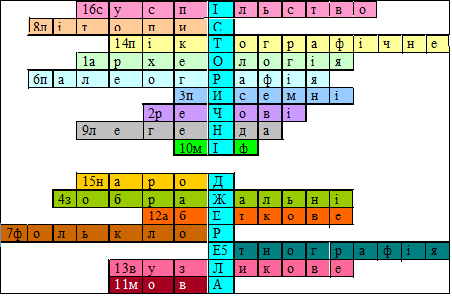 16с у с п І л ь с т в о
8л і т о п и С
14п і к Т о г р а ф і ч н е
1а р х е О л о г і я
6п а л е о г Р а ф і я
3п И с е м н і
2р е Ч о в і
9л е г е Н д а
10м І ф
15н а р о Д
4з о б р а Ж а л ь н і
12а б Е т к о в е
7ф о л ь к л о Р
Е5 т н о г р а ф і я
13в у з Л и к о в е
11м о в А